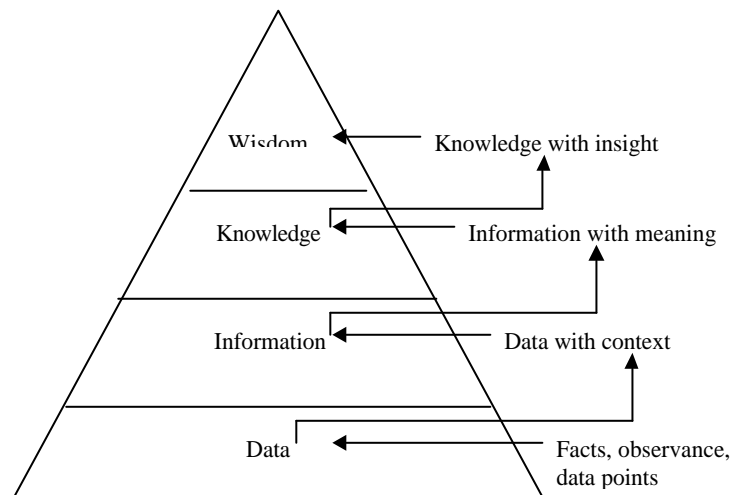 Wisdom
Knowledge with insight
Knowledge
Information with meaning
Information
Data with context
Data
Facts, observance,
data points